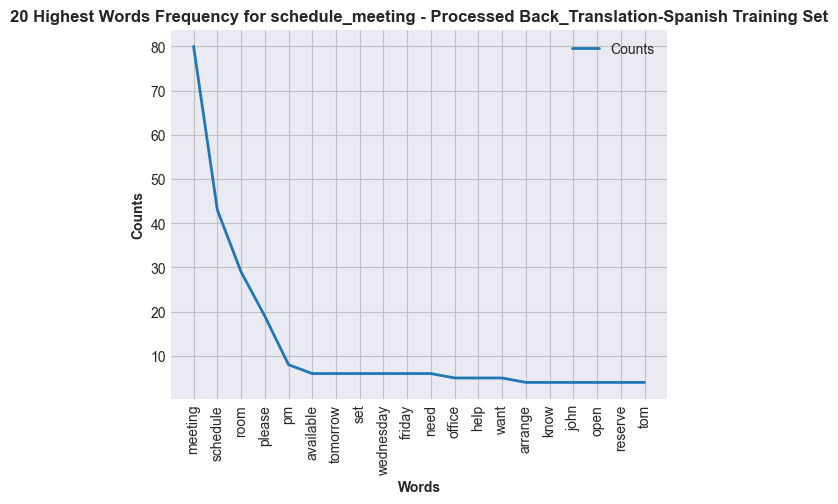 20 Highest Words Frequency for schedule_meeting - Processed Back_Translation-Spanish Training Set
Counts
80
70
60
50
40
30
20
10
Counts
meeting
schedule
room
please
pm
available
tomorrow
set
wednesday
friday
need
office
help
want
arrange
know
john
open
reserve
tom
Words